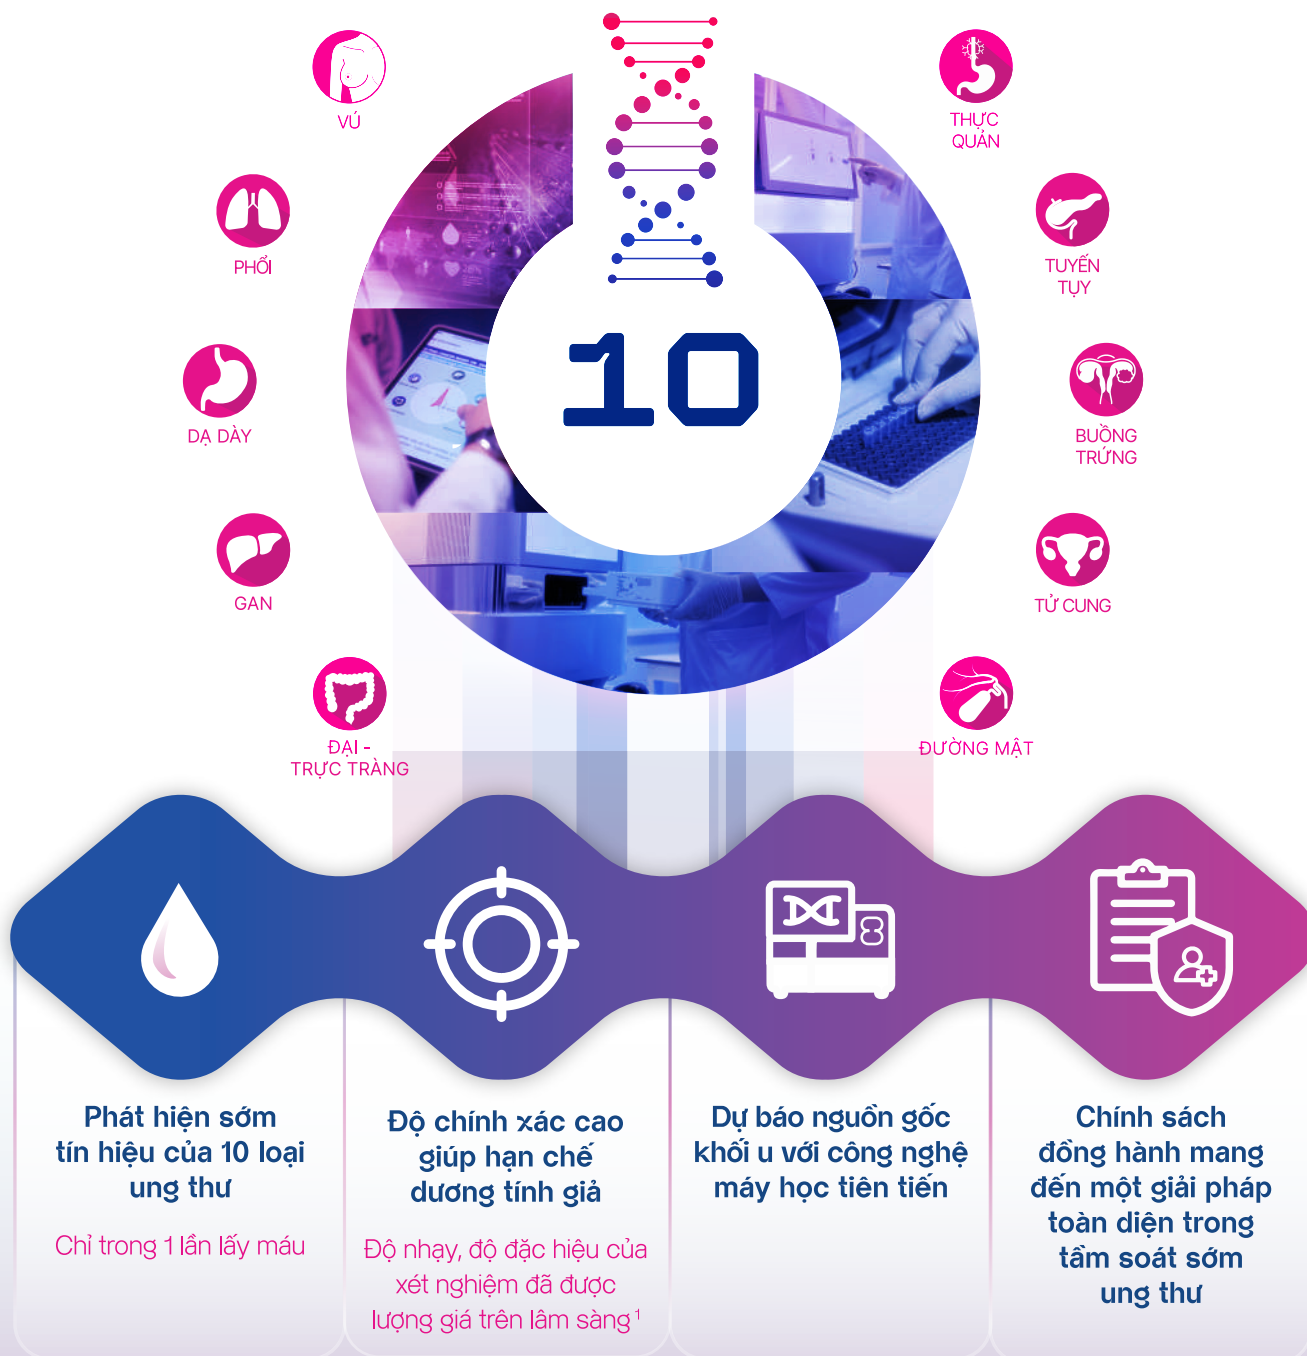 VÚ
PHỔI
DẠ DÀY
GAN
ĐẠI -
TRỰC TRÀNG
10
THỰC
QUẢN
TUYẾN
TỤY
BUỒNG
TRỨNG
TỬ CUNG
ĐƯỜNG MẬT
Phát hiện sớm
tín hiệu của 10 loại
ung thư
Chỉ trong 1 lần lấy máu
Độ chính xác cao
giúp hạn chế
dương tính giả
Độ nhạy, độ đặc hiệu của
xét nghiệm đã được
lượng giá trên lâm sàng¹
Dự báo nguồn gốc
khối u với công nghệ
máy học tiên tiến
Chính sách
đồng hành mang
đến một giải pháp
toàn diện trong
tầm soát sớm
ung thư